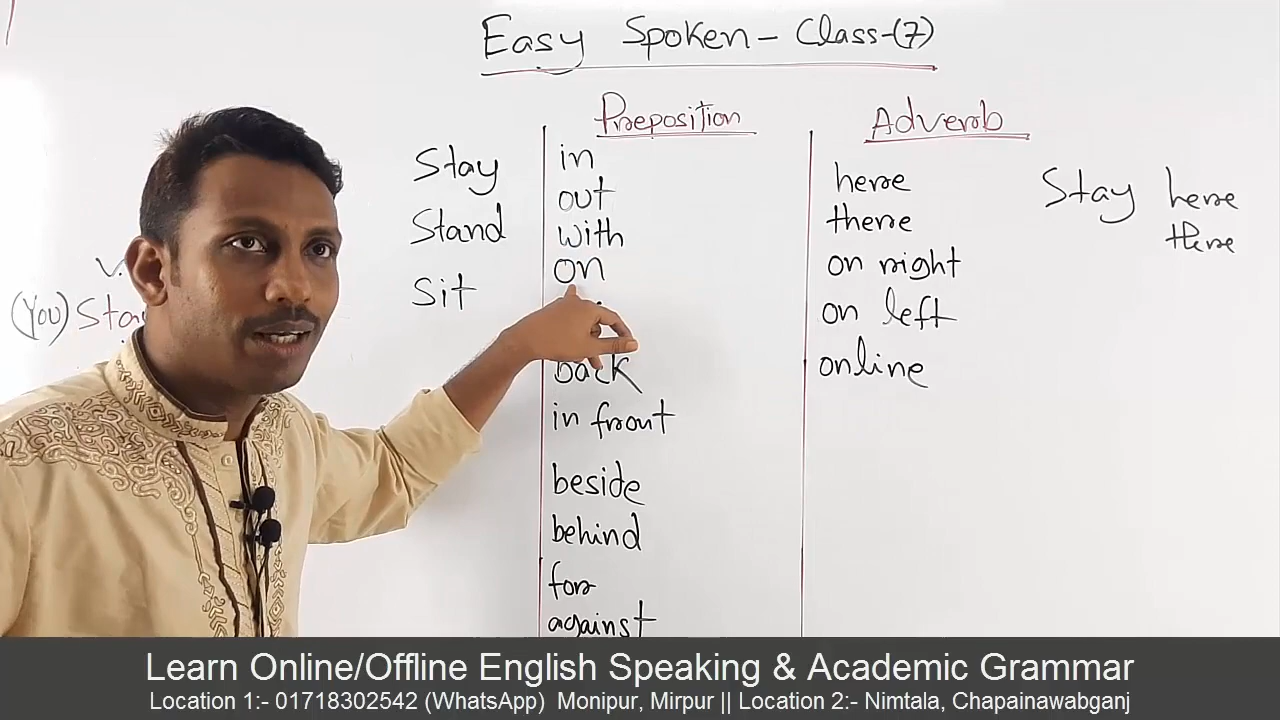 Easy Spoken - Class-(7)
Preposition
Adverb
Stay
Stand
Sit
in
out
with
on
back
in front
beside
behind
for
against
here
there
on right
on left
online
Stay here
there
(You) Sta
Learn Online/Offline English Speaking & Academic Grammar
Location 1:- 01718302542 (WhatsApp) Monipur, Mirpur || Location 2:- Nimtala, Chapainawabganj